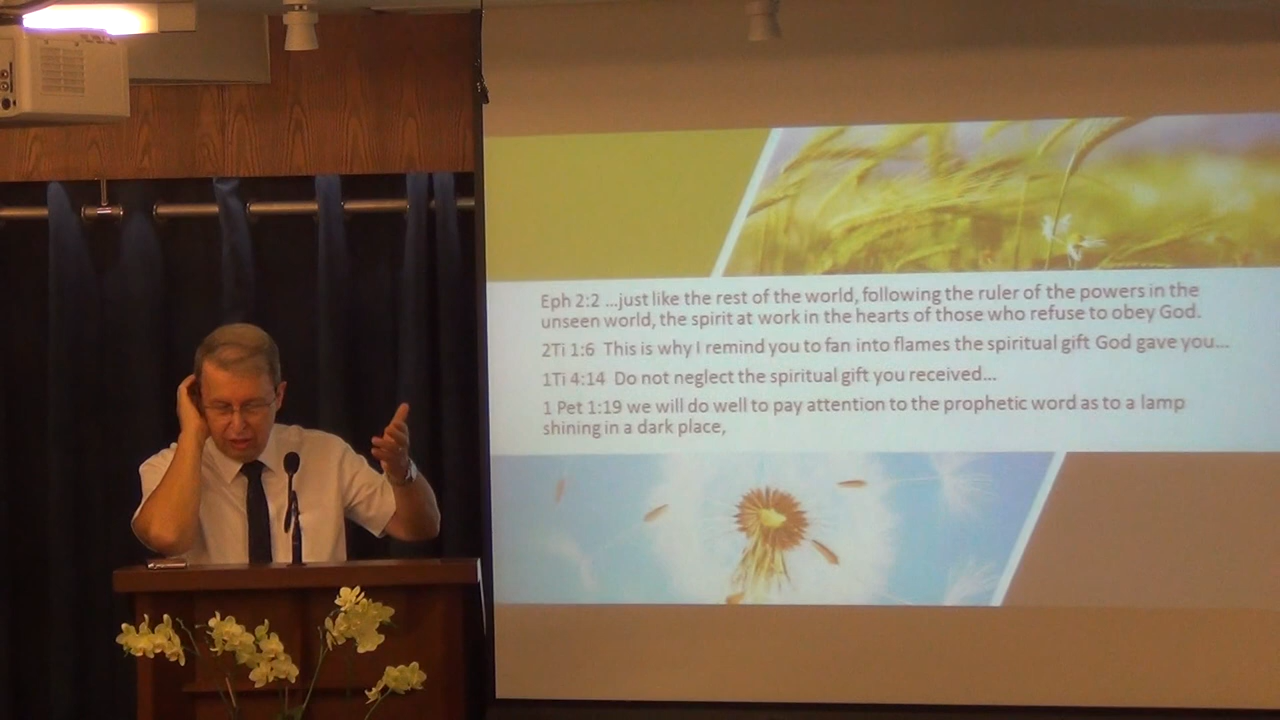 Eph 2:2 ...just like the rest of the world, following the ruler of the powers in the
unseen world, the spirit at work in the hearts of those who refuse to obey God.
2Ti 1:6 This is why I remind you to fan into flames the spiritual gift God gave you...
1Ti 4:14 Do not neglect the spiritual gift you received...
1 Pet 1:19 we will do well to pay attention to the prophetic word as to a lamp
shining in a dark place,